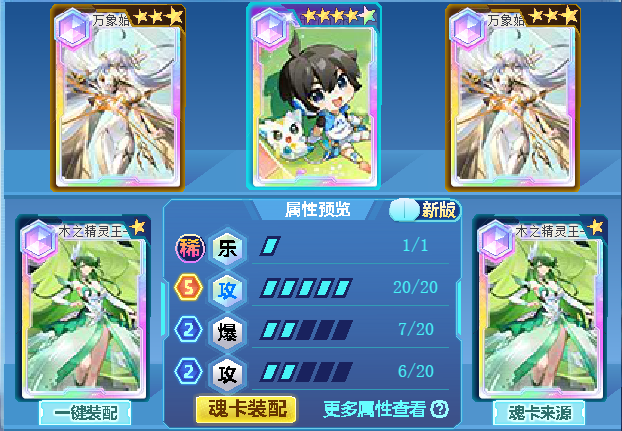 万象始
万象始
属性预览
新版
木之精灵王
木之精灵王
稀 乐 1/1
5 攻 20/20
2 爆 7/20
2 攻 6/20
一键装配
魂卡装配
更多属性查看?
魂卡来源